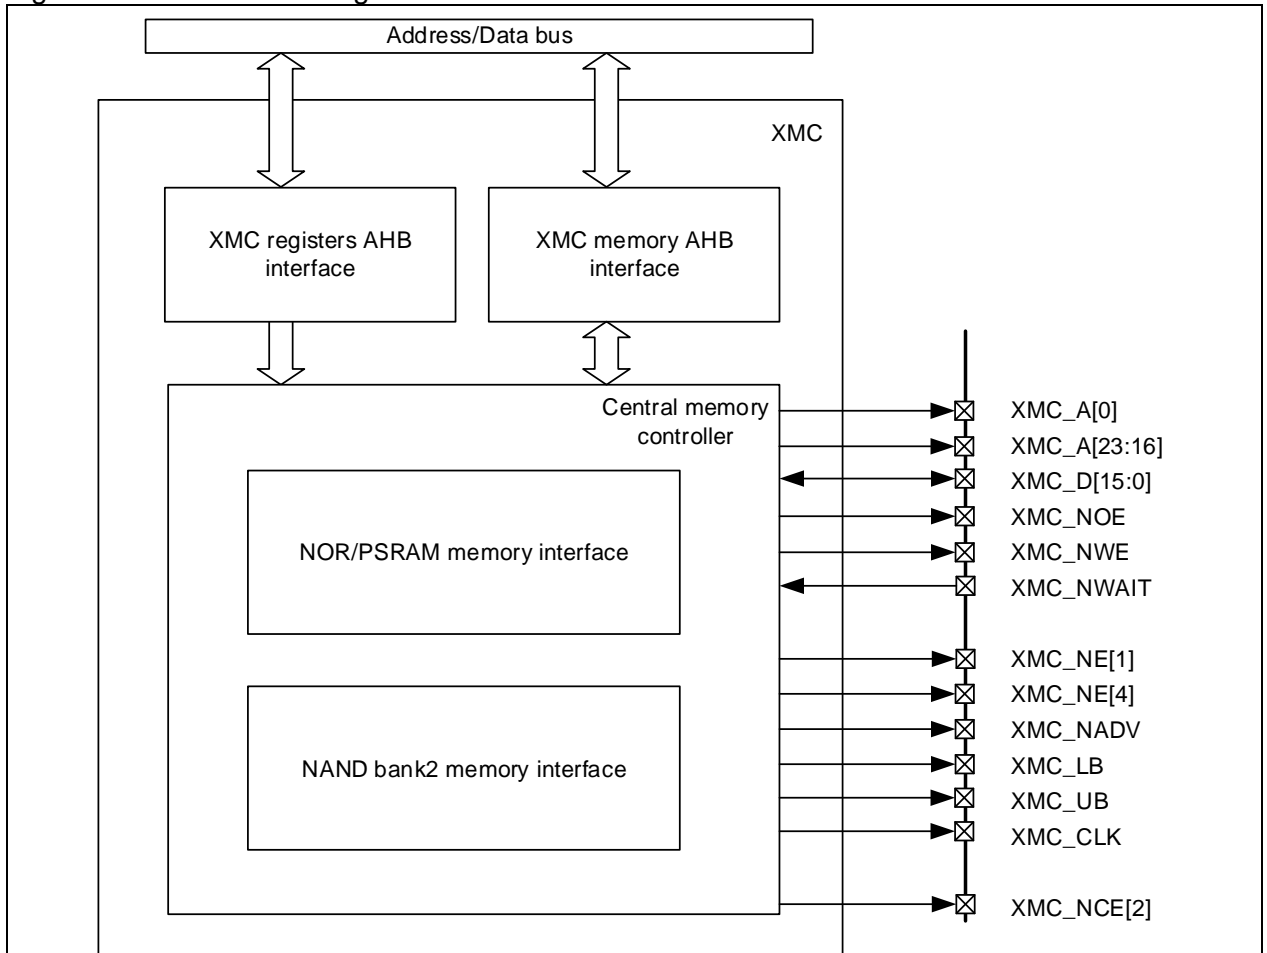 Address/Data bus
XMC
XMC registers AHB
interface
XMC memory AHB
interface
Central memory
controller
NOR/PSRAM memory interface
NAND bank2 memory interface
XMC_A[0]
XMC_A[23:16]
XMC_D[15:0]
XMC_NOE
XMC_NWE
XMC_NWAIT
XMC_NE[1]
XMC_NE[4]
XMC_NADV
XMC_LB
XMC_UB
XMC_CLK
XMC_NCE[2]